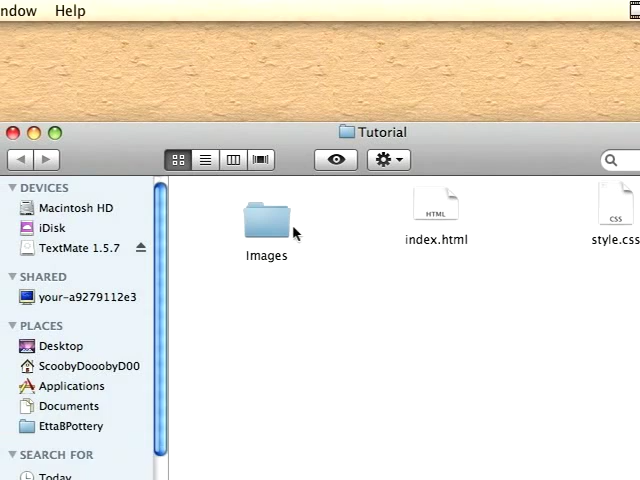 ndow Help
Tutorial
DEVICES
Macintosh HD
iDisk
TextMate 1.5.7
SHARED
your-a9279112e3
PLACES
Desktop
ScoobyDoobyD00
Applications
Documents
EttaBPottery
SEARCH FOR
Today
Images
HTML
index.html
CSS
style.css